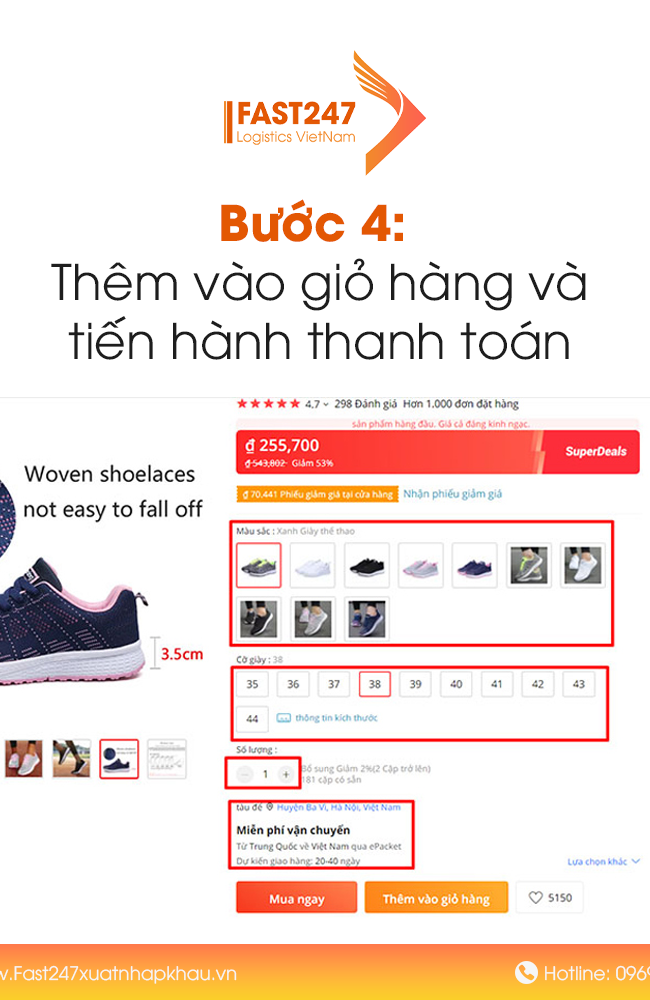 FAST247
Logistics VietNam
Bước 4:
Thêm vào giỏ hàng và
tiến hành thanh toán
4,7 298 Đánh giá Hơn 1.000 đơn đặt hàng
sản phẩm hàng đầu. Giá cả đáng kinh ngạc.
₫ 255,700
₫ 543,802 Giảm 53%
SuperDeals
₫ 70.441 Phiếu giảm giá tại cửa hàng
Nhận phiếu giảm giá
Woven shoelaces
not easy to fall off
3.5cm
Màu sắc : Xanh Giày thể thao
Cỡ giày : 38
35 36 37 38 39 40 41 42 43
44 thông tin kích thước
Số lượng :
1
Bổ sung Giảm 2%(2 Cặp trở lên)
181 cặp có sẵn
tàu để Huyện Ba Vì, Hà Nội, Việt Nam
Miễn phí vận chuyển
Từ Trung Quốc về Việt Nam qua ePacket
Dự kiến giao hàng: 20-40 ngày
Lựa chọn khác
Mua ngay
Thêm vào giỏ hàng
5150
w.Fast247xuatnhapkhau.vn
Hotline: 096